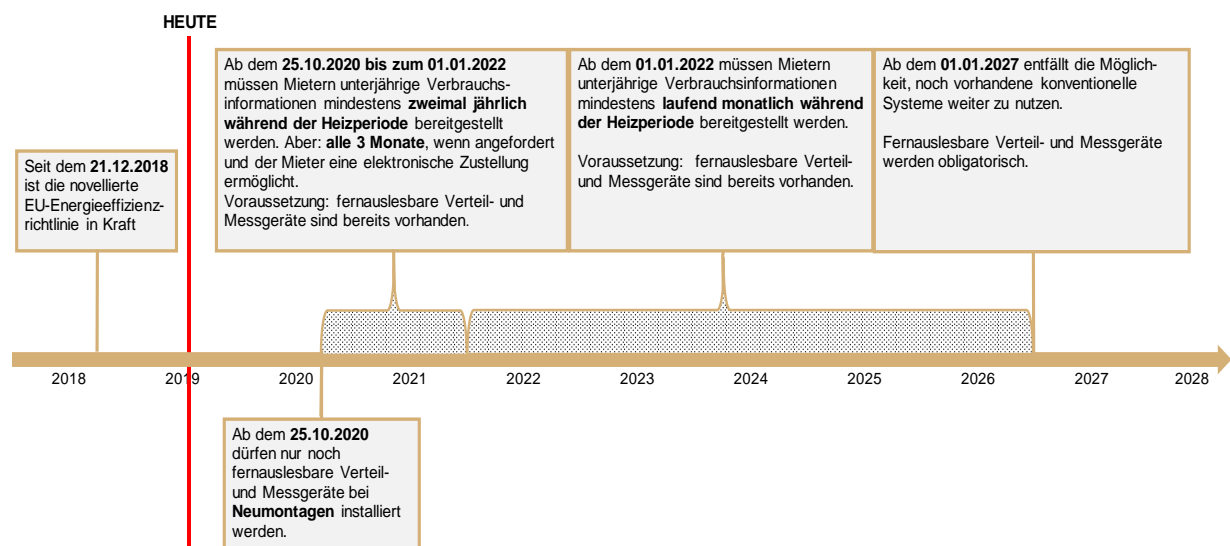 HEUTE
Seit dem 21.12.2018
ist die novellierte
EU-Energieeffizienz-
richtlinie in Kraft
Ab dem 25.10.2020 bis zum 01.01.2022
müssen Mietern unterjährige Verbrauchs-
informationen mindestens zweimal jährlich
während der Heizperiode bereitgestellt
werden. Aber: alle 3 Monate, wenn angefordert
und der Mieter eine elektronische Zustellung
ermöglicht.
Voraussetzung: fernauslesbare Verteil- und
Messgeräte sind bereits vorhanden.
Ab dem 01.01.2022 müssen Mietern
unterjährige Verbrauchsinformationen
mindestens laufend monatlich während
der Heizperiode bereitgestellt werden.
Voraussetzung: fernauslesbare Verteil-
und Messgeräte sind bereits vorhanden.
Ab dem 01.01.2027 entfällt die Möglich-
keit, noch vorhandene konventionelle
Systeme weiter zu nutzen.
Fernauslesbare Verteil- und Messgeräte
werden obligatorisch.
2018 2019 2020 2021 2022 2023 2024 2025 2026 2027 2028
Ab dem 25.10.2020
dürfen nur noch
fernauslesbare Verteil-
und Messgeräte bei
Neumontagen installiert
werden.